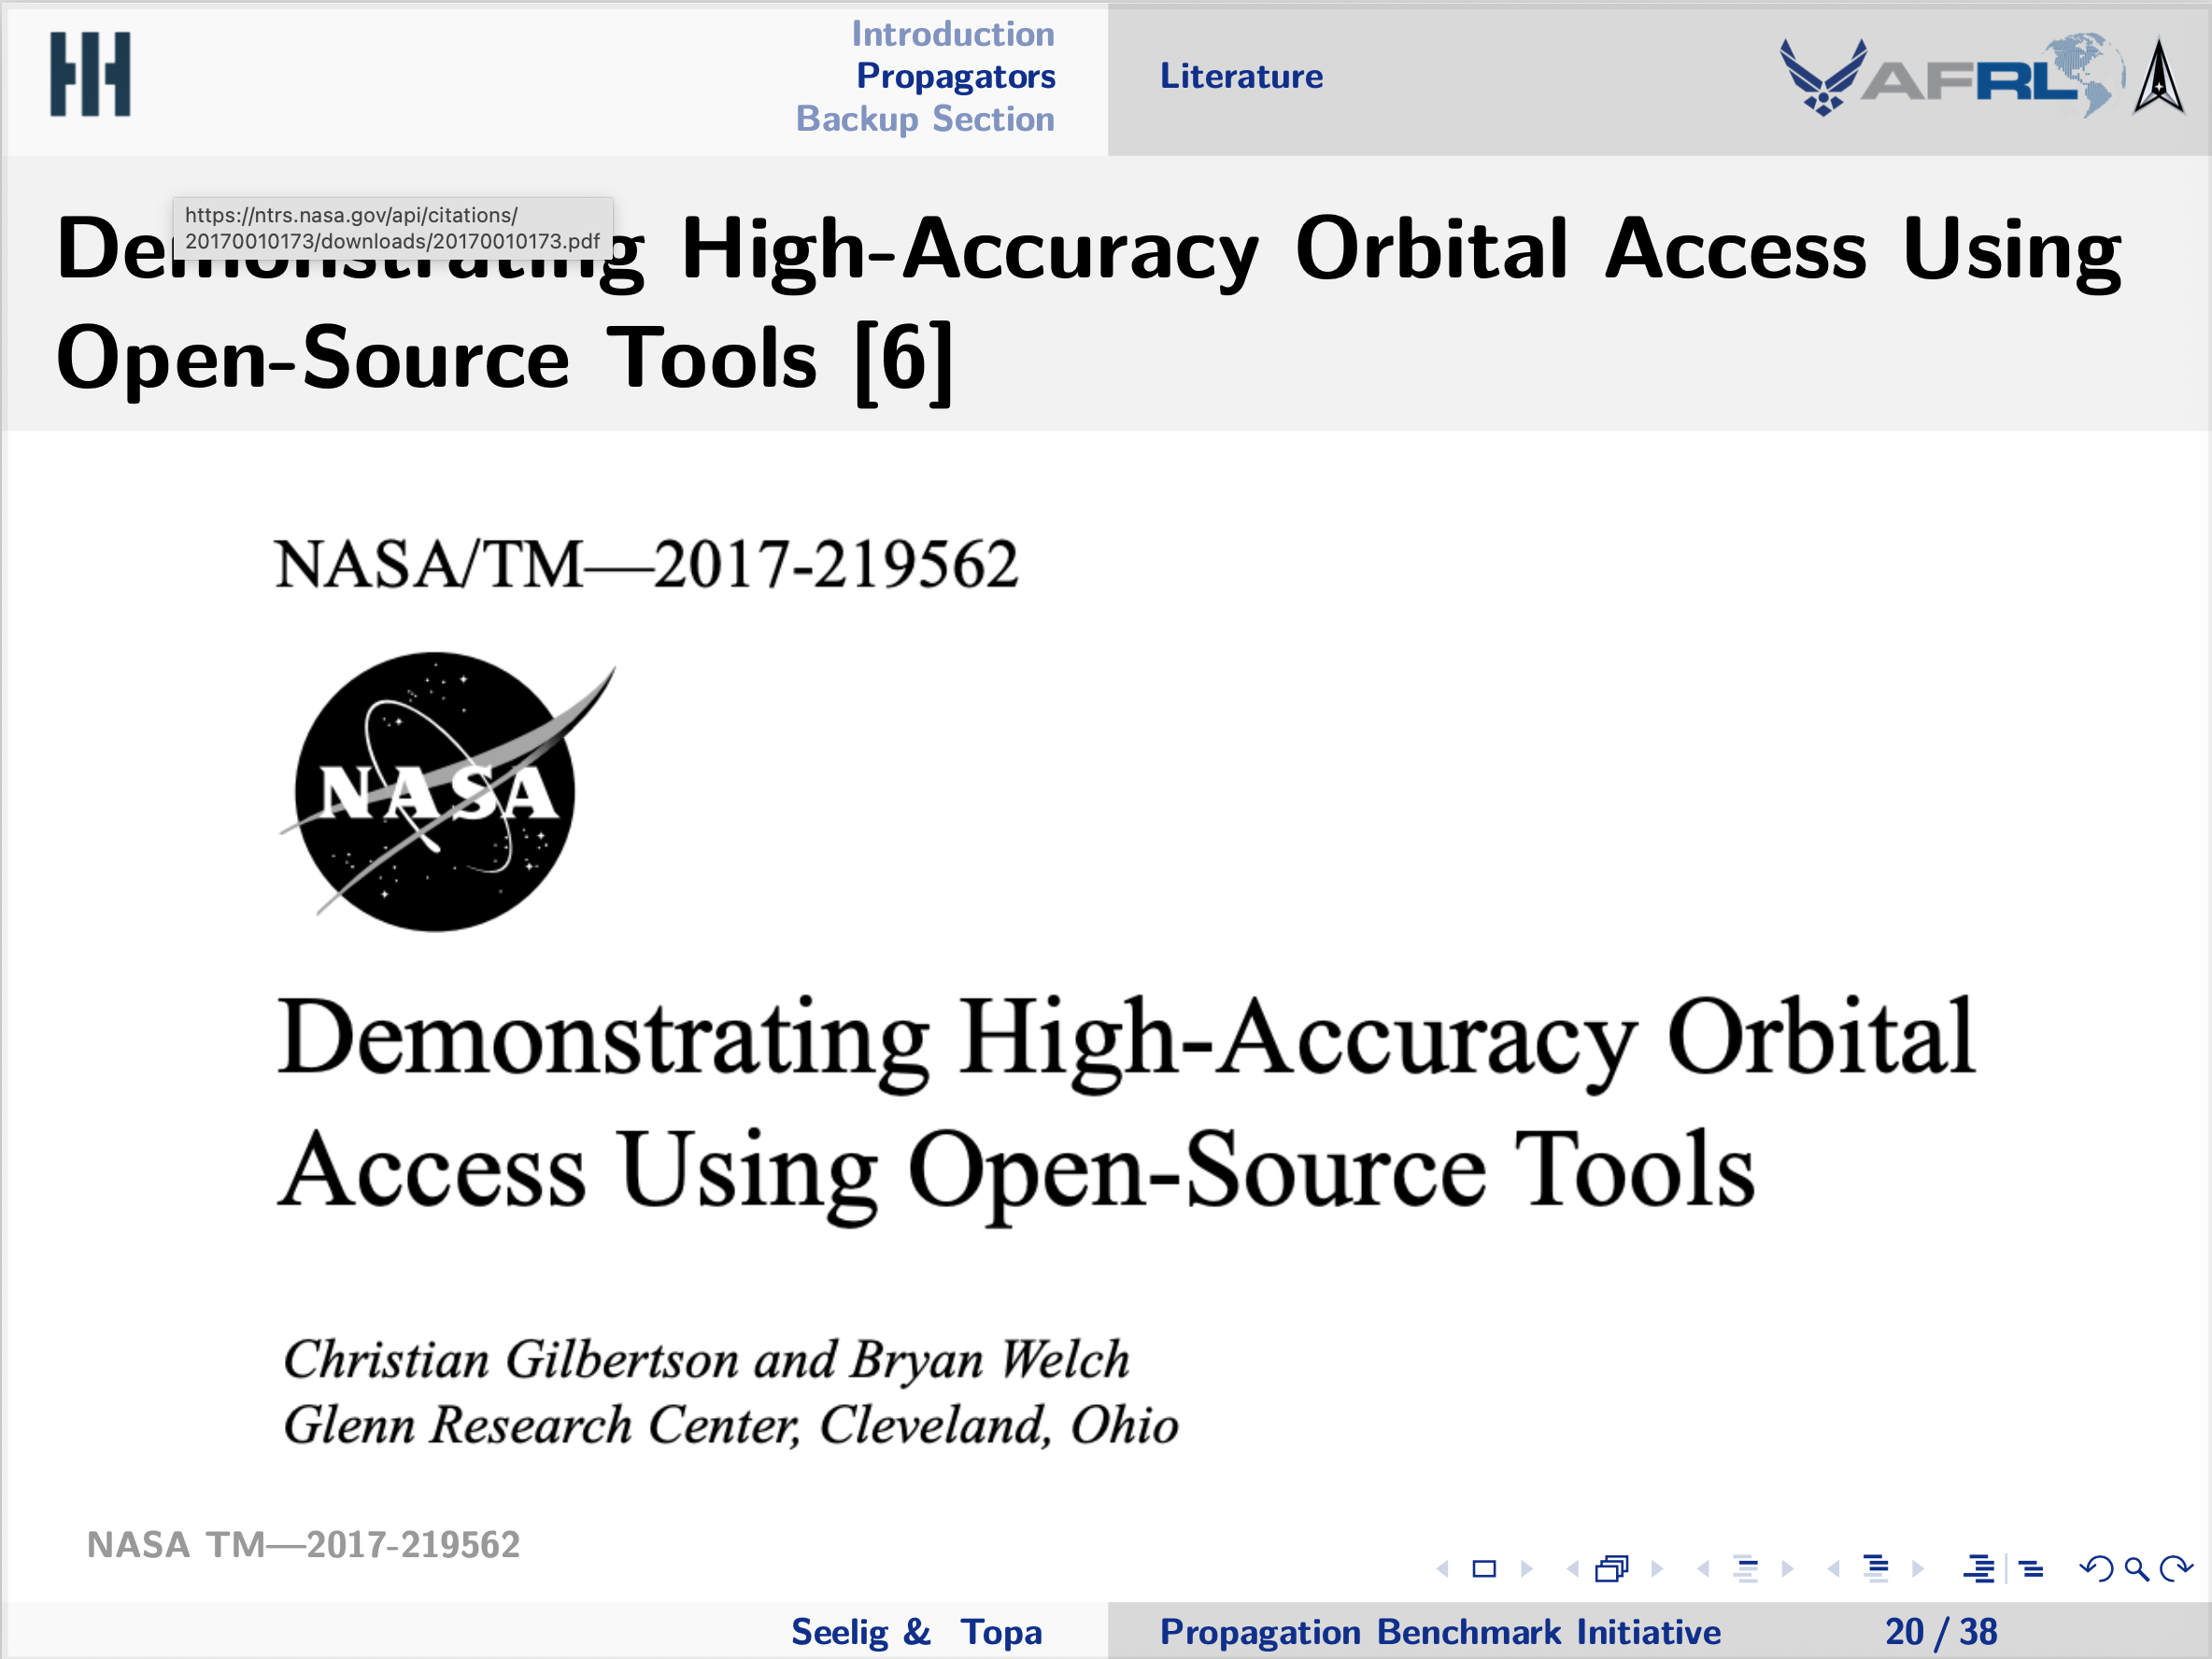 Introduction
Propagators
Backup Section
Literature
AFRL
https://ntrs.nasa.gov/api/citations/
20170010173/downloads/20170010173.pdf
Demonstrating High-Accuracy Orbital Access Using
Open-Source Tools [6]
NASA/TM—2017-219562
NASA
Demonstrating High-Accuracy Orbital
Access Using Open-Source Tools
Christian Gilbertson and Bryan Welch
Glenn Research Center, Cleveland, Ohio
NASA TM—2017-219562
Seelig & Topa
Propagation Benchmark Initiative
20 / 38